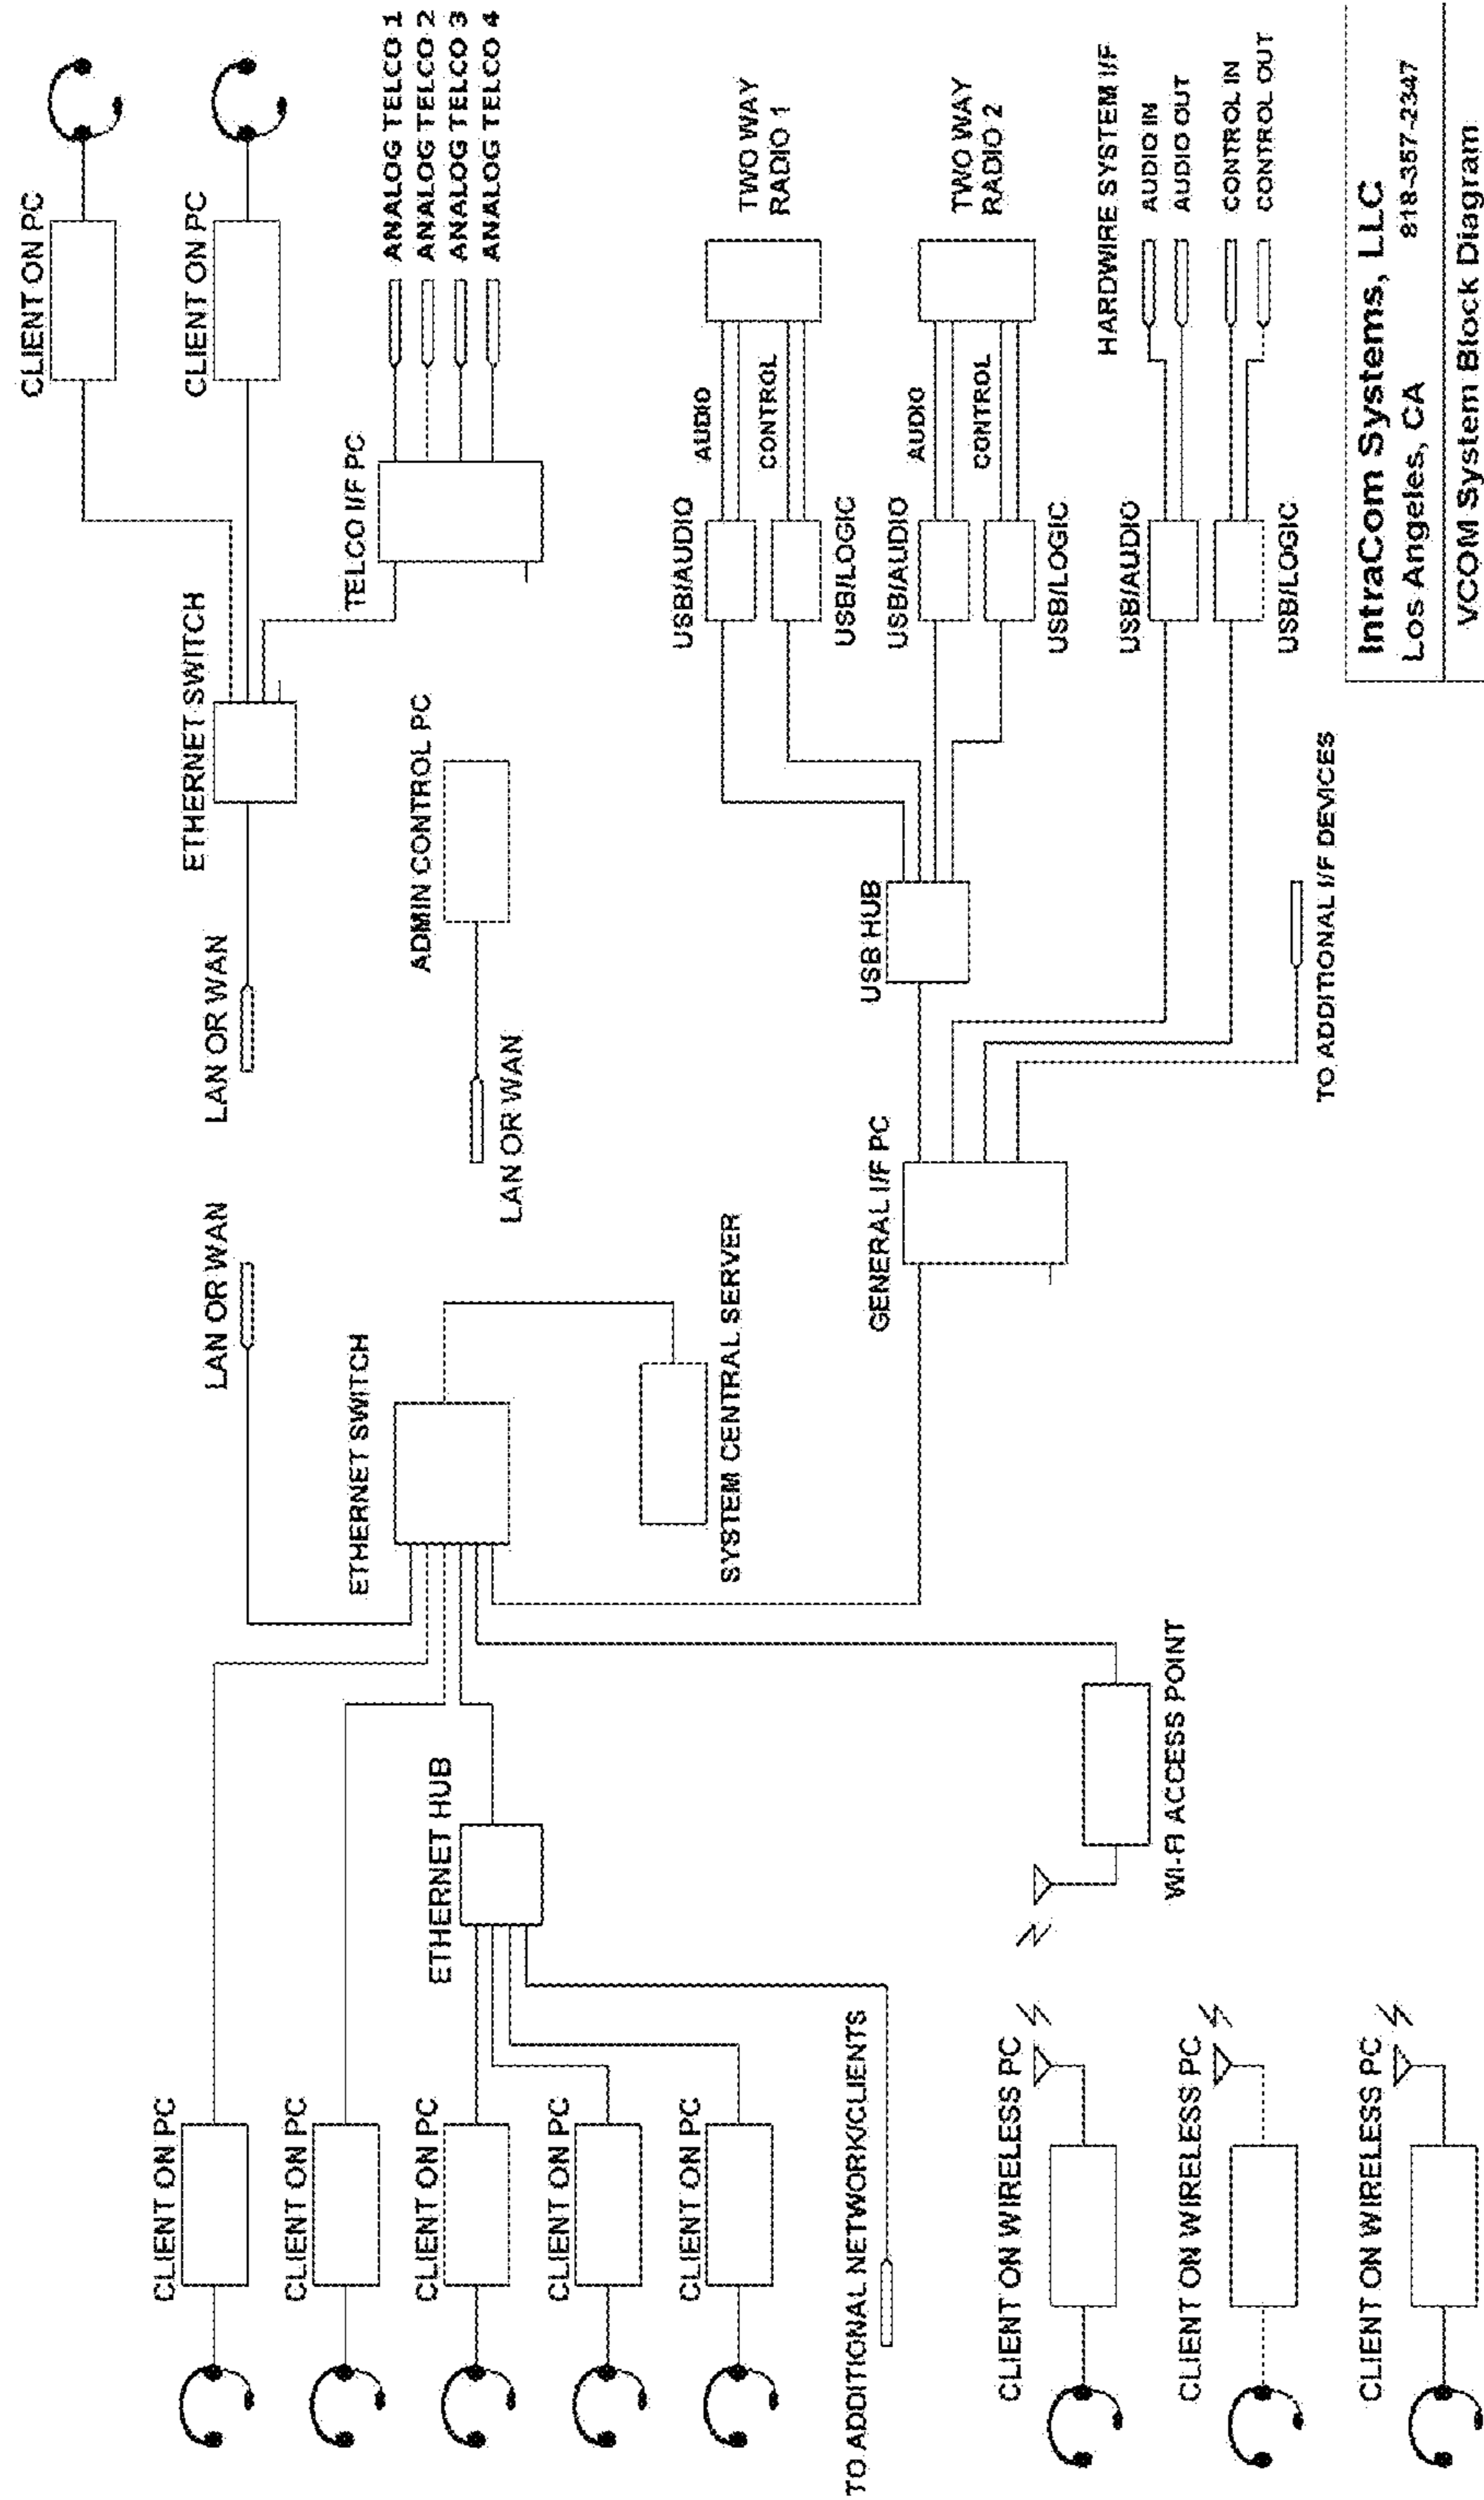 CLIENT ON PC
CLIENT ON PC
CLIENT ON PC
CLIENT ON PC
CLIENT ON PC
TO ADDITIONAL NETWORK/CLIENTS
CLIENT ON WIRELESS PC
CLIENT ON WIRELESS PC
CLIENT ON WIRELESS PC
ETHERNET HUB
WI-FI ACCESS POINT
ETHERNET SWITCH
SYSTEM CENTRAL SERVER
LAN OR WAN
LAN OR WAN
LAN OR WAN
GENERAL I/F PC
ADMIN CONTROL PC
USB HUB
TO ADDITIONAL I/F DEVICES
ETHERNET SWITCH
TELCO I/F PC
CLIENT ON PC
CLIENT ON PC
ANALOG TELCO 1
ANALOG TELCO 2
ANALOG TELCO 3
ANALOG TELCO 4
USB/AUDIO
USB/LOGIC
AUDIO
CONTROL
TWO WAY
RADIO 1
USB/AUDIO
USB/LOGIC
AUDIO
CONTROL
TWO WAY
RADIO 2
HARDWIRE SYSTEM I/F
USB/AUDIO
USB/LOGIC
AUDIO IN
AUDIO OUT
CONTROL IN
CONTROL OUT
IntraCom Systems, LLC
Los Angeles, CA 818-357-2347
VCOM System Block Diagram